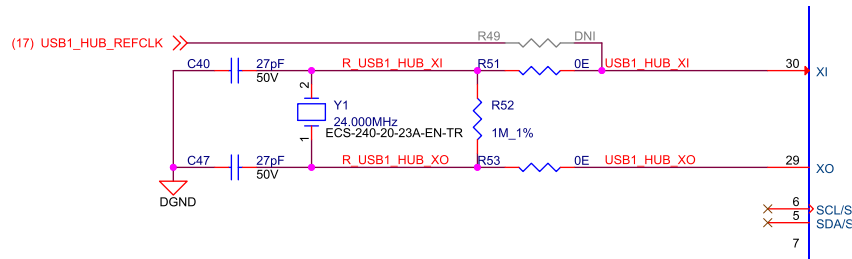 R49 DNI
(17) USB1_HUB_REFCLK
C40 27pF R_USB1_HUB_XI R51 0E USB1_HUB_XI 30
XI
50V
2
Y1
R52
24.000MHz
1 ECS-240-20-23A-EN-TR 1M_1%
C47 27pF R_USB1_HUB_XO R53 0E USB1_HUB_XO 29
XO
50V
DGND
6
SCL/S
5
SDA/S
7